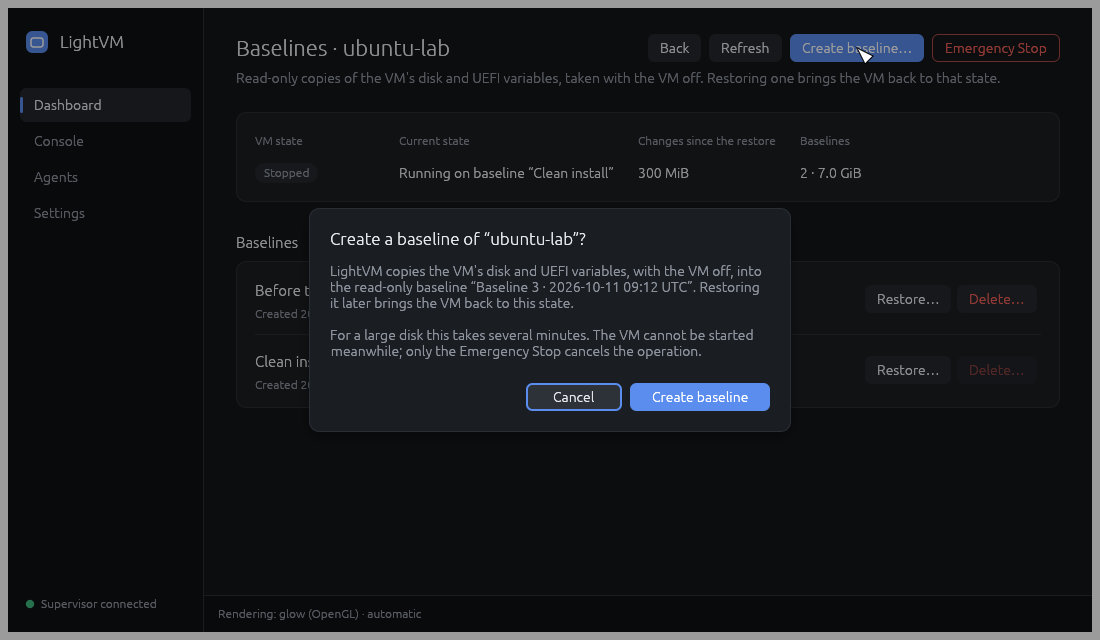 LightVM
Baselines · ubuntu-lab
Back
Refresh
Create baseline…
Emergency Stop
Read-only copies of the VM's disk and UEFI variables, taken with the VM off. Restoring one brings the VM back to that state.
Dashboard
Console
Agents
Settings
VM state
Current state
Changes since the restore
Baselines
Stopped
Running on baseline “Clean install”
300 MiB
2 · 7.0 GiB
Baselines
Before
Created
Restore…
Delete…
Clean
Created
Restore…
Delete…
Create a baseline of “ubuntu-lab”?
LightVM copies the VM's disk and UEFI variables, with the VM off, into
the read-only baseline “Baseline 3 · 2026-10-11 09:12 UTC”. Restoring
it later brings the VM back to this state.
For a large disk this takes several minutes. The VM cannot be started
meanwhile; only the Emergency Stop cancels the operation.
Cancel
Create baseline
Supervisor connected
Rendering: glow (OpenGL) · automatic